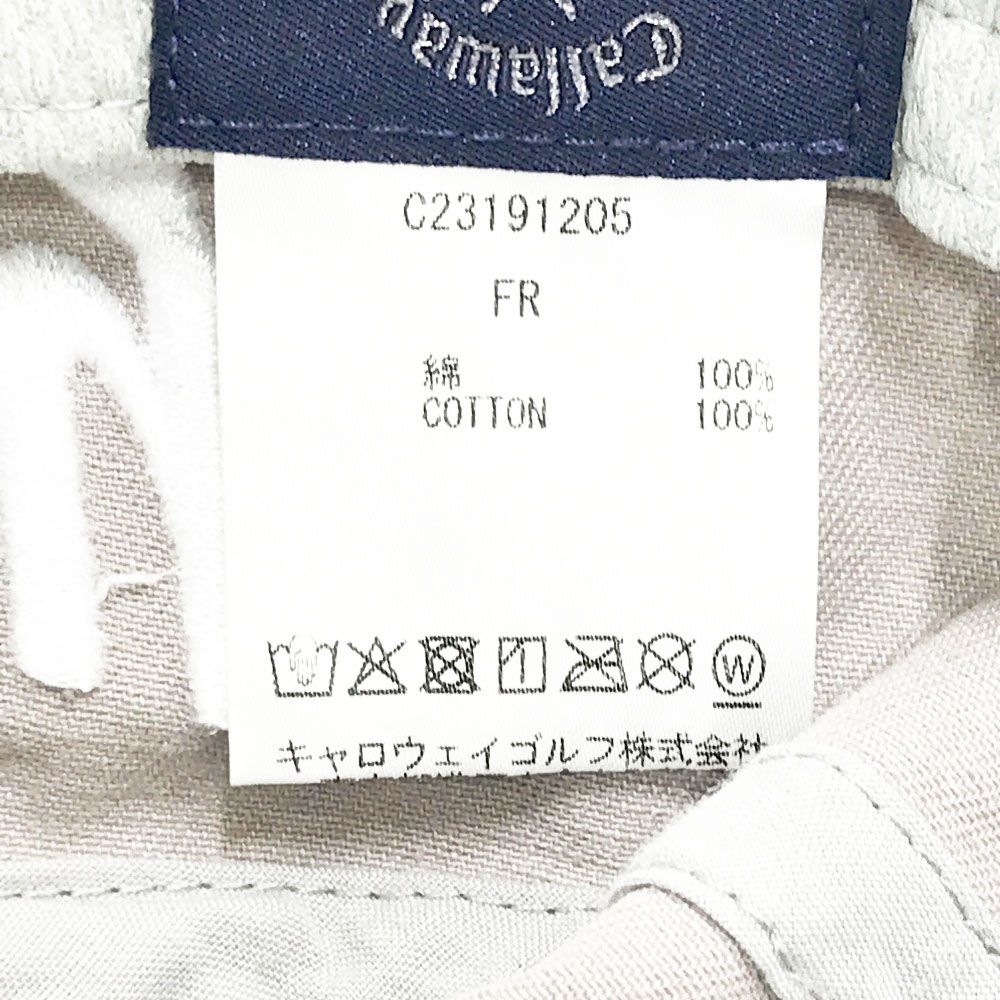 Callaway
C23191205
FR
綿 100%
COTTON 100%
W
キャロウェイゴルフ株式会社